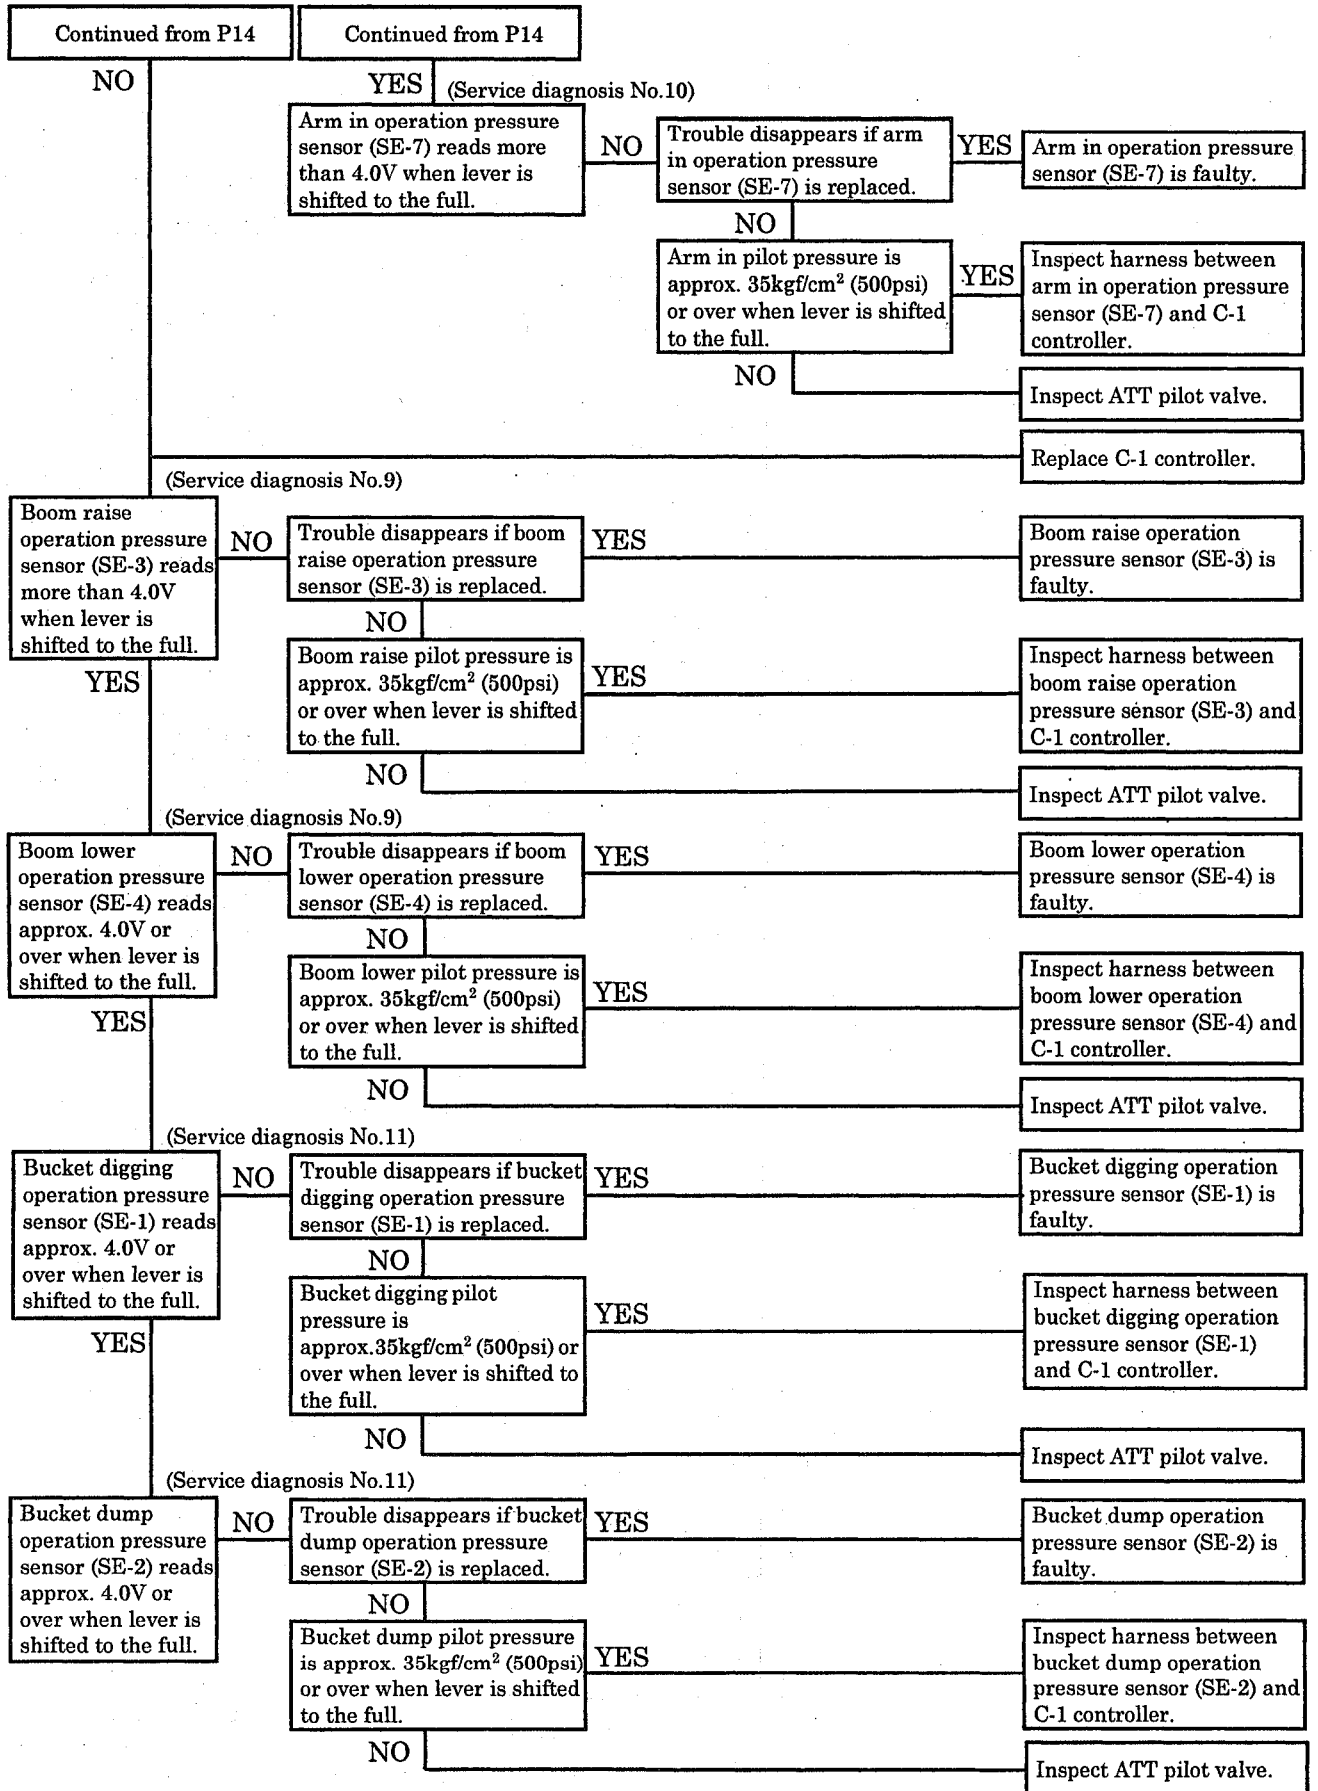 Continued from P14
Continued from P14
NO
YES
(Service diagnosis No.10)
Arm in operation pressure
sensor (SE-7) reads more
than 4.0V when lever is
shifted to the full.
NO
Trouble disappears if arm
in operation pressure
sensor (SE-7) is replaced.
YES
Arm in operation pressure
sensor (SE-7) is faulty.
NO
Arm in pilot pressure is
approx. 35kgf/cm² (500psi)
or over when lever is shifted
to the full.
YES
Inspect harness between
arm in operation pressure
sensor (SE-7) and C-1
controller.
NO
Inspect ATT pilot valve.
Replace C-1 controller.
(Service diagnosis No.9)
Boom raise
operation pressure
sensor (SE-3) reads
more than 4.0V
when lever is
shifted to the full.
NO
Trouble disappears if boom
raise operation pressure
sensor (SE-3) is replaced.
YES
Boom raise operation
pressure sensor (SE-3) is
faulty.
NO
YES
Boom raise pilot pressure is
approx. 35kgf/cm² (500psi)
or over when lever is shifted
to the full.
YES
Inspect harness between
boom raise operation
pressure sensor (SE-3) and
C-1 controller.
NO
Inspect ATT pilot valve.
(Service diagnosis No.9)
Boom lower
operation pressure
sensor (SE-4) reads
approx. 4.0V or
over when lever is
shifted to the full.
NO
Trouble disappears if boom
lower operation pressure
sensor (SE-4) is replaced.
YES
Boom lower operation
pressure sensor (SE-4) is
faulty.
NO
YES
Boom lower pilot pressure is
approx. 35kgf/cm² (500psi)
or over when lever is shifted
to the full.
YES
Inspect harness between
boom lower operation
pressure sensor (SE-4) and
C-1 controller.
NO
Inspect ATT pilot valve.
(Service diagnosis No.11)
Bucket digging
operation pressure
sensor (SE-1) reads
approx. 4.0V or
over when lever is
shifted to the full.
NO
Trouble disappears if bucket
digging operation pressure
sensor (SE-1) is replaced.
YES
Bucket digging operation
pressure sensor (SE-1) is
faulty.
NO
YES
Bucket digging pilot
pressure is
approx.35kgf/cm² (500psi) or
over when lever is shifted to
the full.
YES
Inspect harness between
bucket digging operation
pressure sensor (SE-1)
and C-1 controller.
NO
Inspect ATT pilot valve.
(Service diagnosis No.11)
Bucket dump
operation pressure
sensor (SE-2) reads
approx. 4.0V or
over when lever is
shifted to the full.
NO
Trouble disappears if bucket
dump operation pressure
sensor (SE-2) is replaced.
YES
Bucket dump operation
pressure sensor (SE-2) is
faulty.
NO
Bucket dump pilot pressure
is approx. 35kgf/cm² (500psi)
or over when lever is shifted
to the full.
YES
Inspect harness between
bucket dump operation
pressure sensor (SE-2) and
C-1 controller.
NO
Inspect ATT pilot valve.